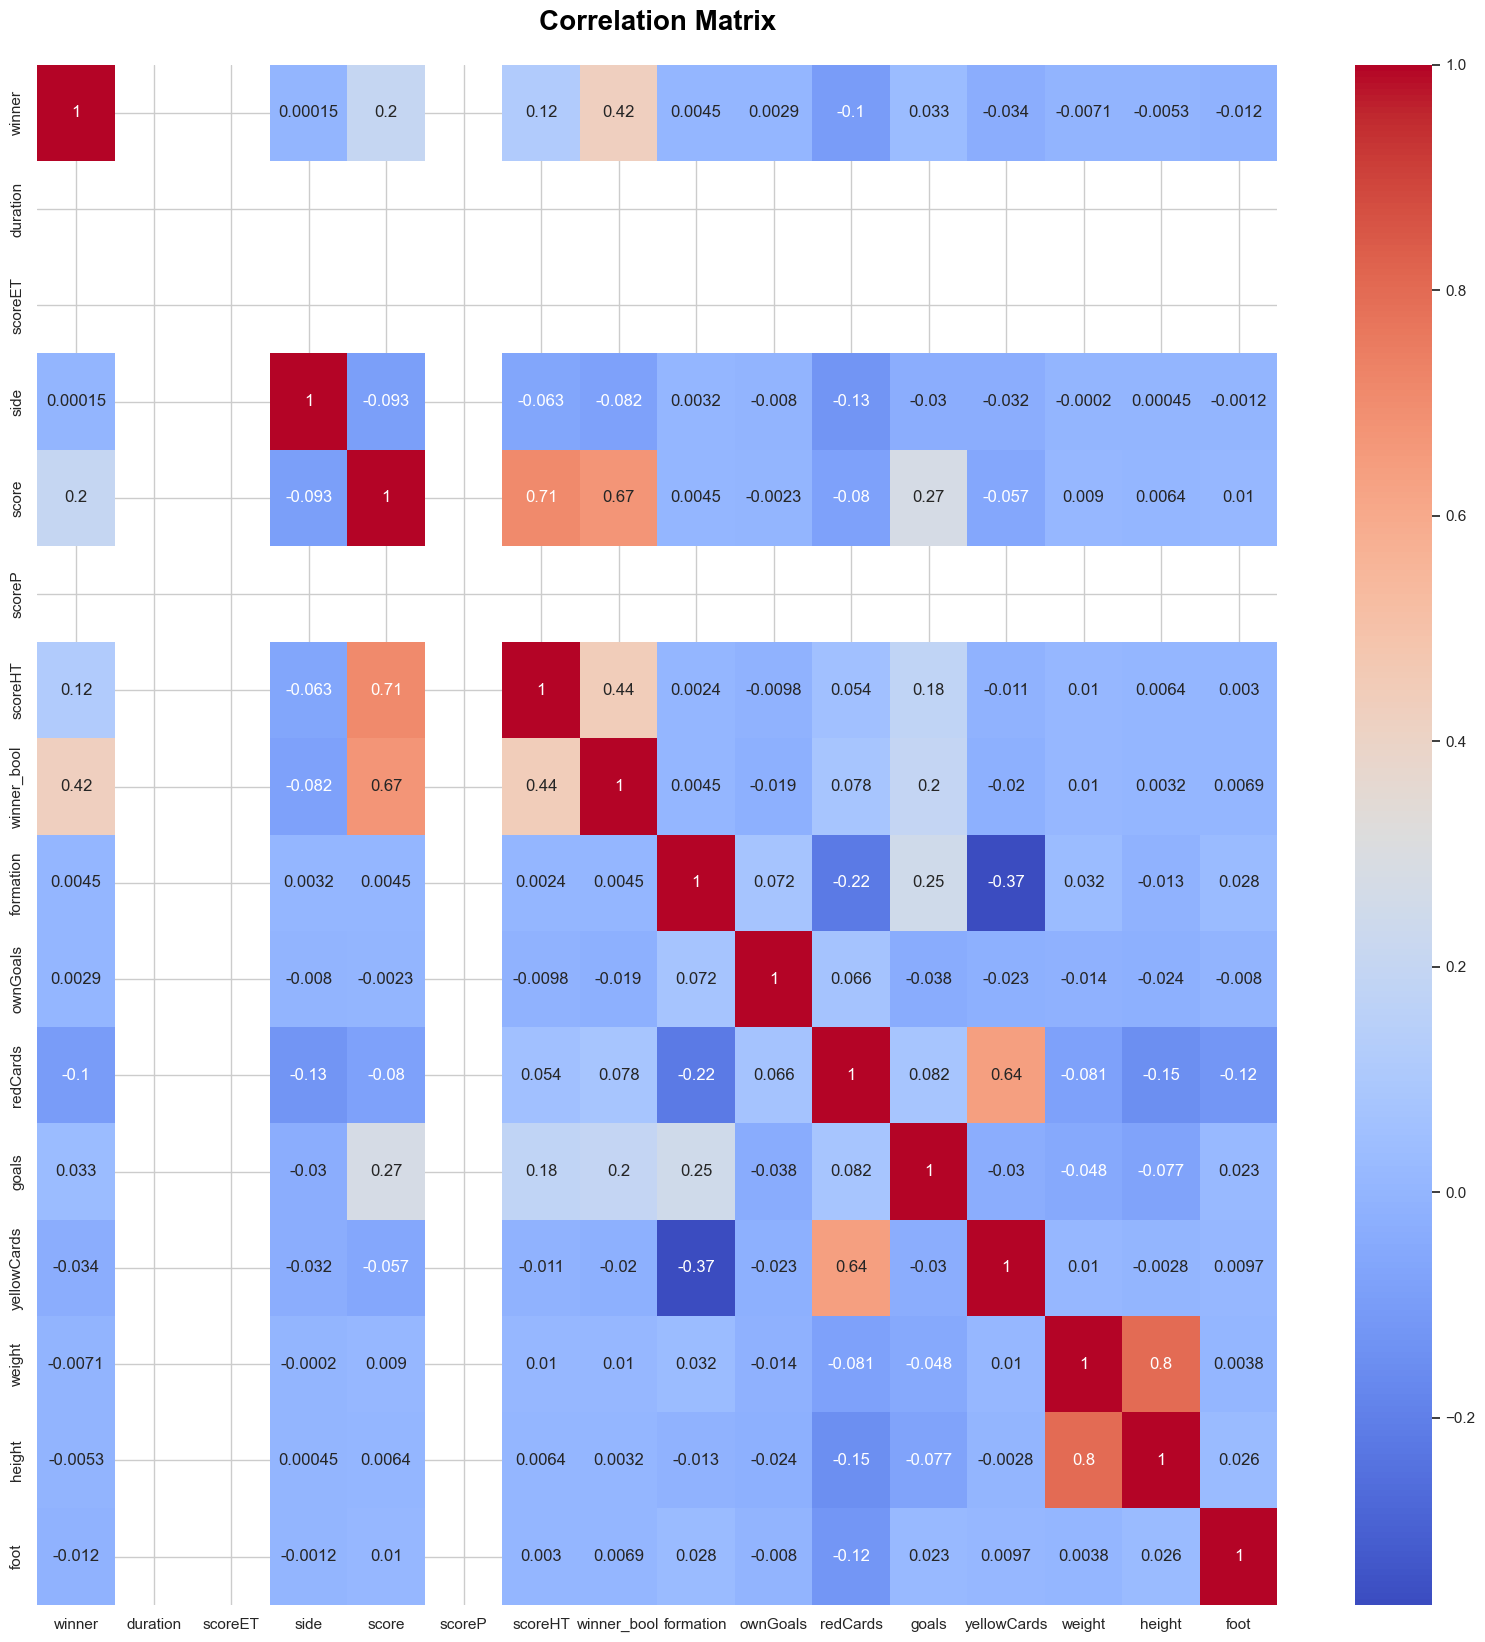 Correlation Matrix
winner 1 0.00015 0.2 0.12 0.42 0.0045 0.0029 -0.1 0.033 -0.034 -0.0071 -0.0053 -0.012
duration
scoreET
side 0.00015 1 -0.093 -0.063 -0.082 0.0032 -0.008 -0.13 -0.03 -0.032 -0.0002 0.00045 -0.0012
score 0.2 -0.093 1 0.71 0.67 0.0045 -0.0023 -0.08 0.27 -0.057 0.009 0.0064 0.01
scoreP
scoreHT 0.12 -0.063 0.71 1 0.44 0.0024 -0.0098 0.054 0.18 -0.011 0.01 0.0064 0.003
winner_bool 0.42 -0.082 0.67 0.44 1 0.0045 -0.019 0.078 0.2 -0.02 0.01 0.0032 0.0069
formation 0.0045 0.0032 0.0045 0.0024 0.0045 1 0.072 -0.22 0.25 -0.37 0.032 -0.013 0.028
ownGoals 0.0029 -0.008 -0.0023 -0.0098 -0.019 0.072 1 0.066 -0.038 -0.023 -0.014 -0.024 -0.008
redCards -0.1 -0.13 -0.08 0.054 0.078 -0.22 0.066 1 0.082 0.64 -0.081 -0.15 -0.12
goals 0.033 -0.03 0.27 0.18 0.2 0.25 -0.038 0.082 1 -0.03 -0.048 -0.077 0.023
yellowCards -0.034 -0.032 -0.057 -0.011 -0.02 -0.37 -0.023 0.64 -0.03 1 0.01 -0.0028 0.0097
weight -0.0071 -0.0002 0.009 0.01 0.01 0.032 -0.014 -0.081 -0.048 0.01 1 0.8 0.0038
height -0.0053 0.00045 0.0064 0.0064 0.0032 -0.013 -0.024 -0.15 -0.077 -0.0028 0.8 1 0.026
foot -0.012 -0.0012 0.01 0.003 0.0069 0.028 -0.008 -0.12 0.023 0.0097 0.0038 0.026 1
winner duration scoreET side score scoreP scoreHT winner_bool formation ownGoals redCards goals yellowCards weight height foot
1.0
0.8
0.6
0.4
0.2
0.0
−0.2